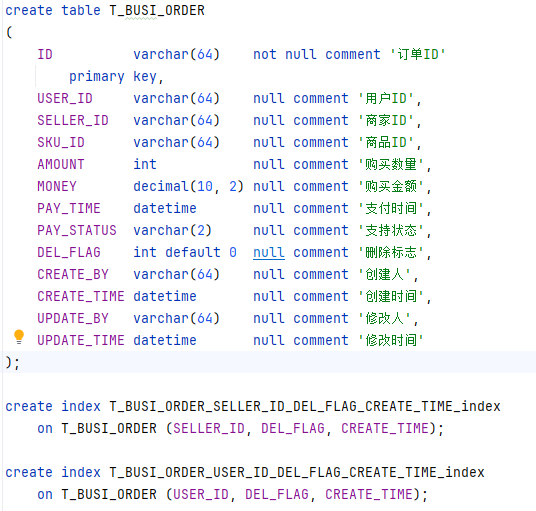 create table T_BUSI_ORDER
(
    ID          varchar(64)    not null comment '订单ID'
        primary key,
    USER_ID     varchar(64)    null comment '用户ID',
    SELLER_ID   varchar(64)    null comment '商家ID',
    SKU_ID      varchar(64)    null comment '商品ID',
    AMOUNT      int            null comment '购买数量',
    MONEY       decimal(10, 2) null comment '购买金额',
    PAY_TIME    datetime       null comment '支付时间',
    PAY_STATUS  varchar(2)     null comment '支持状态',
    DEL_FLAG    int default 0  null comment '删除标志',
    CREATE_BY   varchar(64)    null comment '创建人',
    CREATE_TIME datetime       null comment '创建时间',
    UPDATE_BY   varchar(64)    null comment '修改人',
    UPDATE_TIME datetime       null comment '修改时间'
);
create index T_BUSI_ORDER_SELLER_ID_DEL_FLAG_CREATE_TIME_index
    on T_BUSI_ORDER (SELLER_ID, DEL_FLAG, CREATE_TIME);
create index T_BUSI_ORDER_USER_ID_DEL_FLAG_CREATE_TIME_index
    on T_BUSI_ORDER (USER_ID, DEL_FLAG, CREATE_TIME);